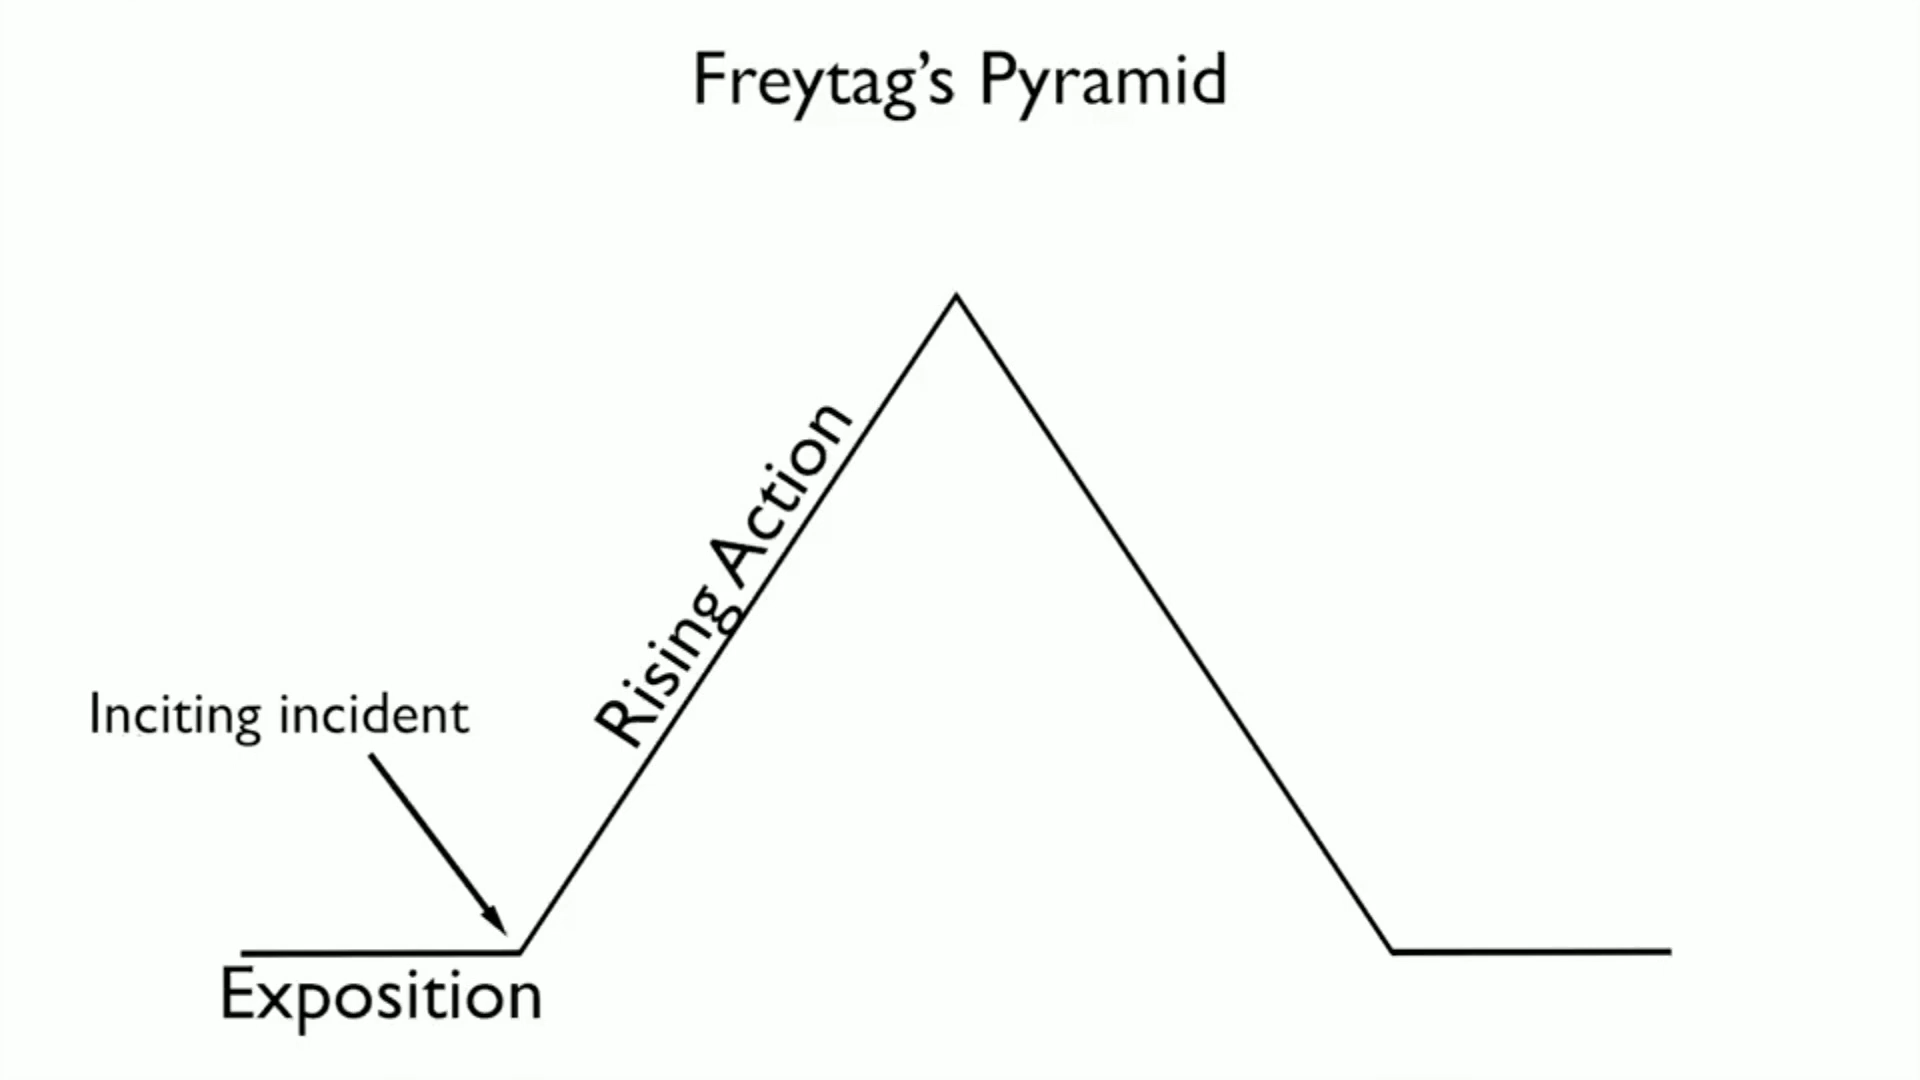 Freytag’s Pyramid
Rising Action
Inciting incident
Exposition